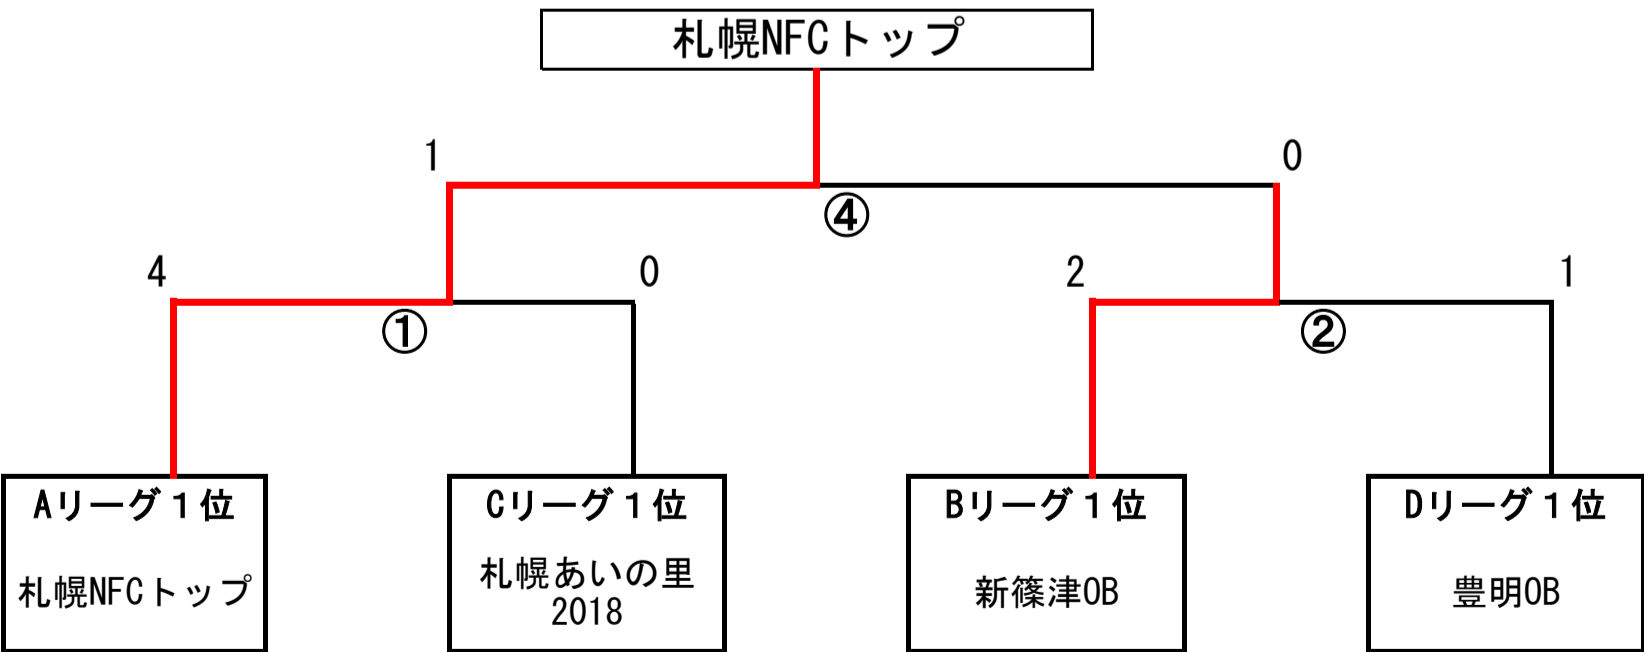 札幌NFCトップ
1
0
④
4
0
2
1
①
②
Aリーグ１位
Cリーグ１位
Bリーグ１位
Dリーグ１位
札幌NFCトップ
札幌あいの里
2018
新篠津OB
豊明OB